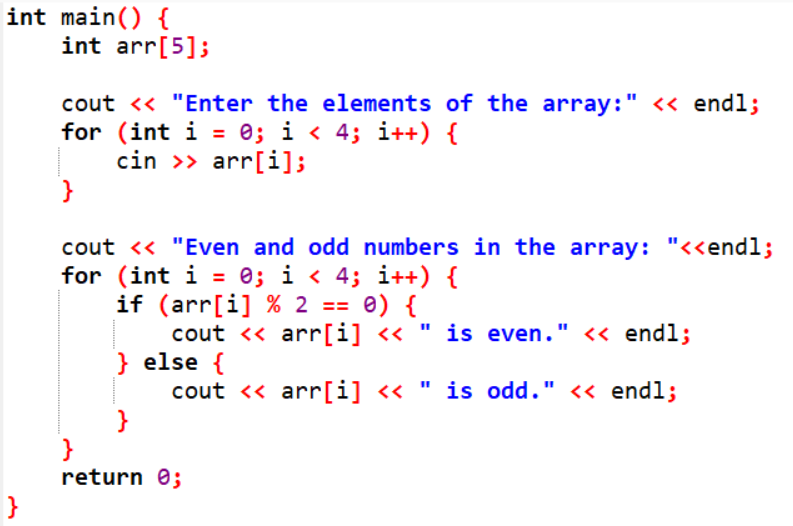 int main() {
    int arr[5];
    cout << "Enter the elements of the array:" << endl;
    for (int i = 0; i < 4; i++) {
        cin >> arr[i];
    }
    cout << "Even and odd numbers in the array: "<<endl;
    for (int i = 0; i < 4; i++) {
        if (arr[i] % 2 == 0) {
            cout << arr[i] << " is even." << endl;
        } else {
            cout << arr[i] << " is odd." << endl;
        }
    }
    return 0;
}